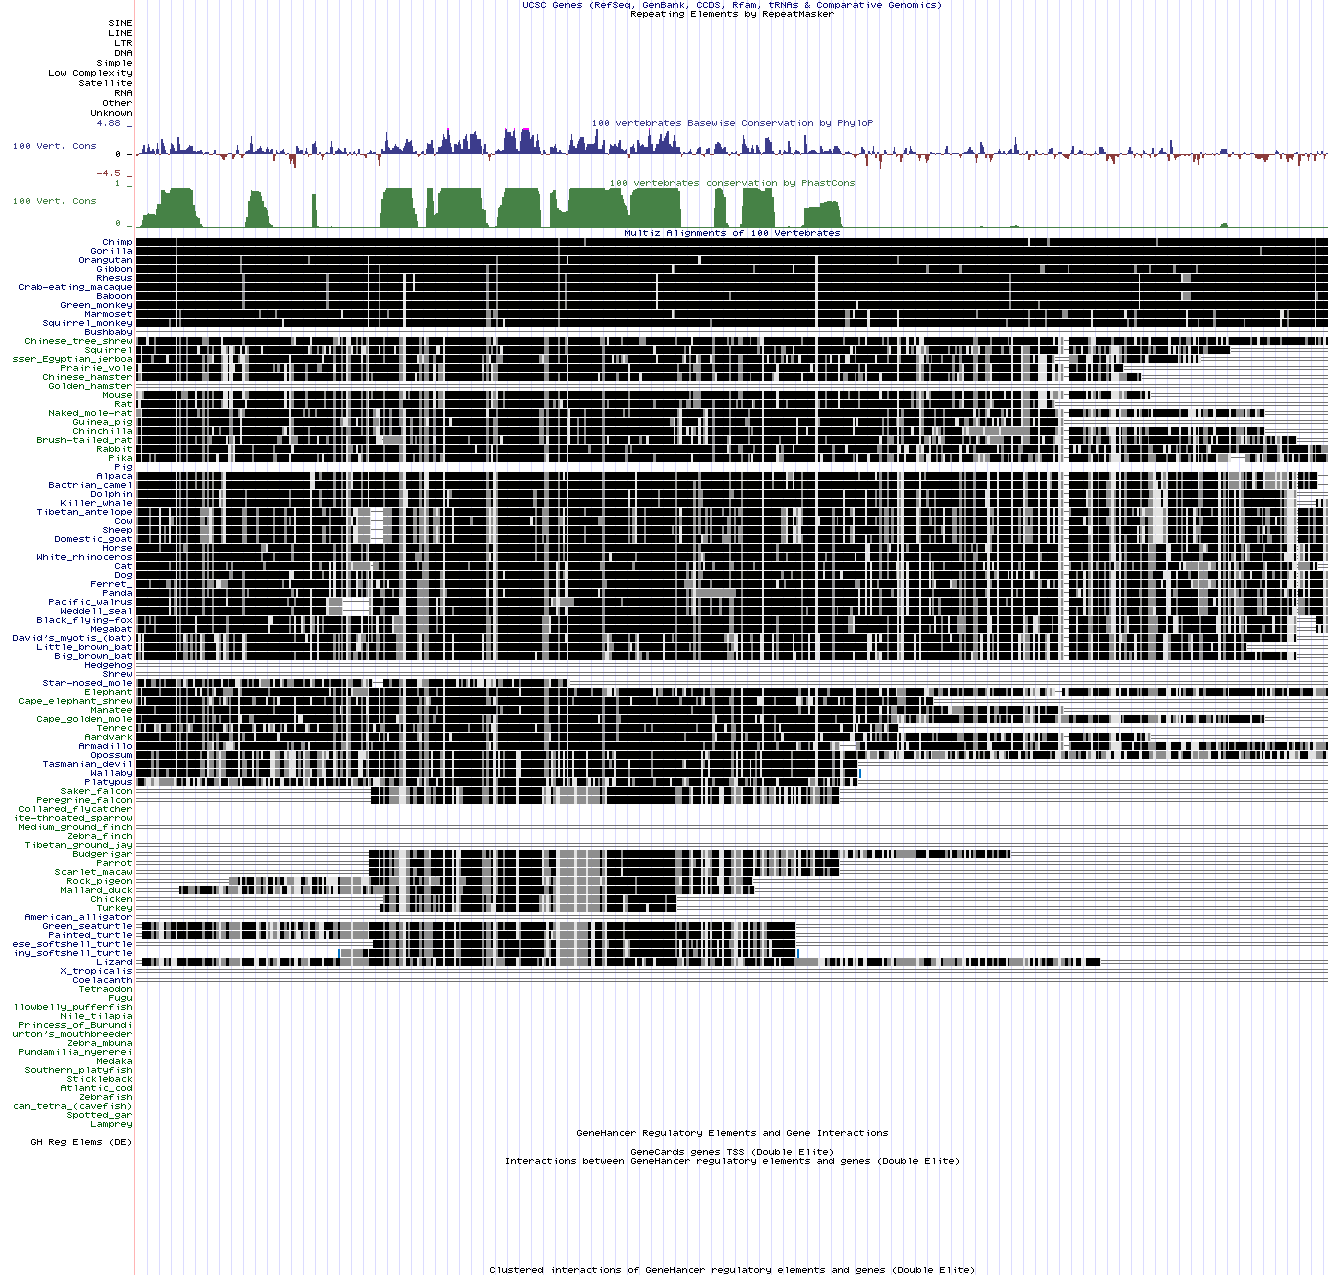 UCSC Genes (RefSeq, GenBank, CCDS, Rfam, tRNAs & Comparative Genomics)
Repeating Elements by RepeatMasker
SINE
LINE
LTR
DNA
Simple
Low Complexity
Satellite
RNA
Other
Unknown
4.88 _
100 vertebrates Basewise Conservation by PhyloP
100 Vert. Cons
0 _
-4.5 _
1 _
100 vertebrates conservation by PhastCons
100 Vert. Cons
0 _
Multiz Alignments of 100 Vertebrates
Chimp
Gorilla
Orangutan
Gibbon
Rhesus
Crab-eating_macaque
Baboon
Green_monkey
Marmoset
Squirrel_monkey
Bushbaby
Chinese_tree_shrew
Squirrel
sser_Egyptian_jerboa
Prairie_vole
Chinese_hamster
Golden_hamster
Mouse
Rat
Naked_mole-rat
Guinea_pig
Chinchilla
Brush-tailed_rat
Rabbit
Pika
Pig
Alpaca
Bactrian_camel
Dolphin
Killer_whale
Tibetan_antelope
Cow
Sheep
Domestic_goat
Horse
White_rhinoceros
Cat
Dog
Ferret_
Panda
Pacific_walrus
Weddell_seal
Black_flying-fox
Megabat
David's_myotis_(bat)
Little_brown_bat
Big_brown_bat
Hedgehog
Shrew
Star-nosed_mole
Elephant
Cape_elephant_shrew
Manatee
Cape_golden_mole
Tenrec
Aardvark
Armadillo
Opossum
Tasmanian_devil
Wallaby
Platypus
Saker_falcon
Peregrine_falcon
Collared_flycatcher
ite-throated_sparrow
Medium_ground_finch
Zebra_finch
Tibetan_ground_jay
Budgerigar
Parrot
Scarlet_macaw
Rock_pigeon
Mallard_duck
Chicken
Turkey
American_alligator
Green_seaturtle
Painted_turtle
ese_softshell_turtle
iny_softshell_turtle
Lizard
X_tropicalis
Coelacanth
Tetraodon
Fugu
llowbelly_pufferfish
Nile_tilapia
Princess_of_Burundi
urton's_mouthbreeder
Zebra_mbuna
Pundamilia_nyererei
Medaka
Southern_platyfish
Stickleback
Atlantic_cod
Zebrafish
can_tetra_(cavefish)
Spotted_gar
Lamprey
GeneHancer Regulatory Elements and Gene Interactions
GH Reg Elems (DE)
GeneCards genes TSS (Double Elite)
Interactions between GeneHancer regulatory elements and genes (Double Elite)
Clustered interactions of GeneHancer regulatory elements and genes (Double Elite)